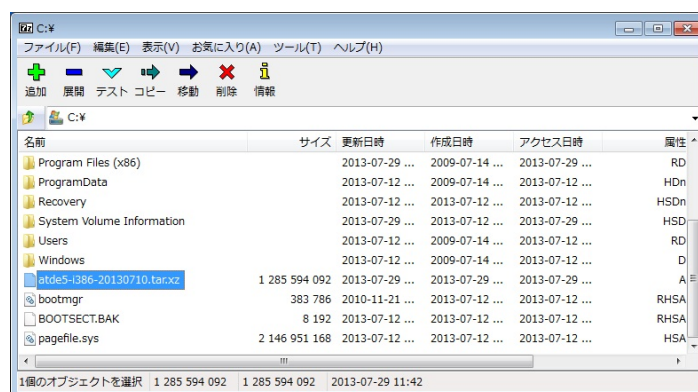 C:¥
ファイル(F) 編集(E) 表示(V) お気に入り(A) ツール(T) ヘルプ(H)
追加 展開 テスト コピー 移動 削除 情報
C:¥
名前 サイズ 更新日時 作成日時 アクセス日時 属性
Program Files (x86) 2013-07-29 ... 2009-07-14 ... 2013-07-29 ... RD
ProgramData 2013-07-12 ... 2009-07-14 ... 2013-07-12 ... HDn
Recovery 2013-07-12 ... 2013-07-12 ... 2013-07-12 ... HSDn
System Volume Information 2013-07-29 ... 2013-07-12 ... 2013-07-29 ... HSD
Users 2013-07-12 ... 2009-07-14 ... 2013-07-12 ... RD
Windows 2013-07-12 ... 2009-07-14 ... 2013-07-12 ... D
atde5-i386-20130710.tar.xz 1 285 594 092 2013-07-29 ... 2013-07-29 ... 2013-07-29 ... A
bootmgr 383 786 2010-11-21 ... 2013-07-12 ... 2013-07-12 ... RHSA
BOOTSECT.BAK 8 192 2013-07-12 ... 2013-07-12 ... 2013-07-12 ... RHSA
pagefile.sys 2 146 951 168 2013-07-12 ... 2013-07-12 ... 2013-07-12 ... HSA
1個のオブジェクトを選択 1 285 594 092 1 285 594 092 2013-07-29 11:42